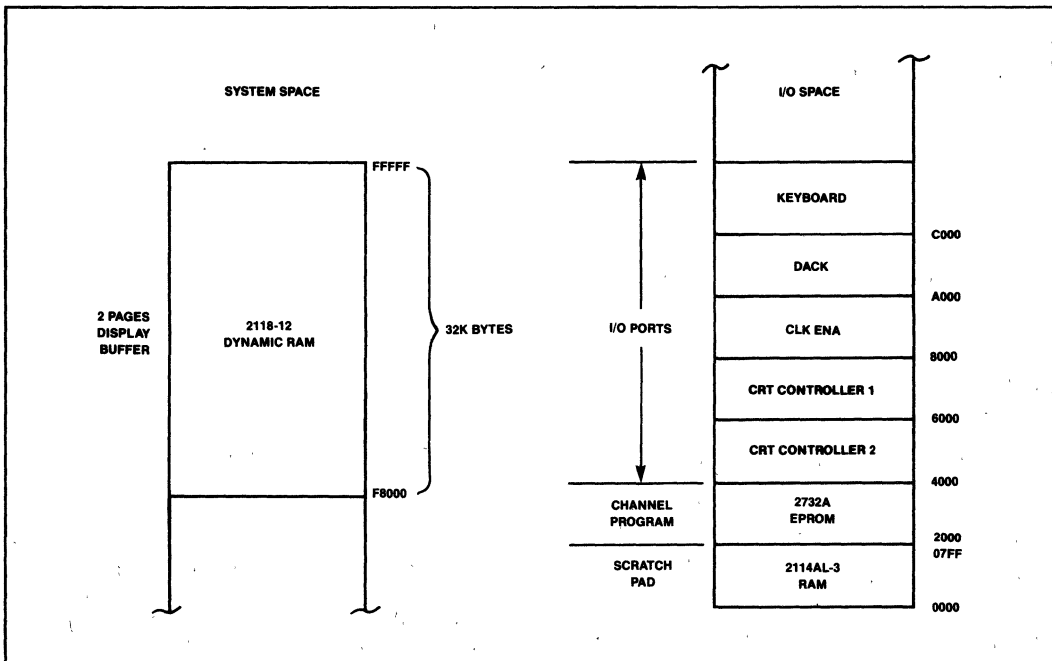 SYSTEM SPACE
FFFFF
2 PAGES
DISPLAY
BUFFER
2118-12
DYNAMIC RAM
32K BYTES
F8000
I/O SPACE
I/O PORTS
KEYBOARD
C000
DACK
A000
CLK ENA
8000
CRT CONTROLLER 1
6000
CRT CONTROLLER 2
4000
CHANNEL
PROGRAM
2732A
EPROM
2000
07FF
SCRATCH
PAD
2114AL-3
RAM
0000